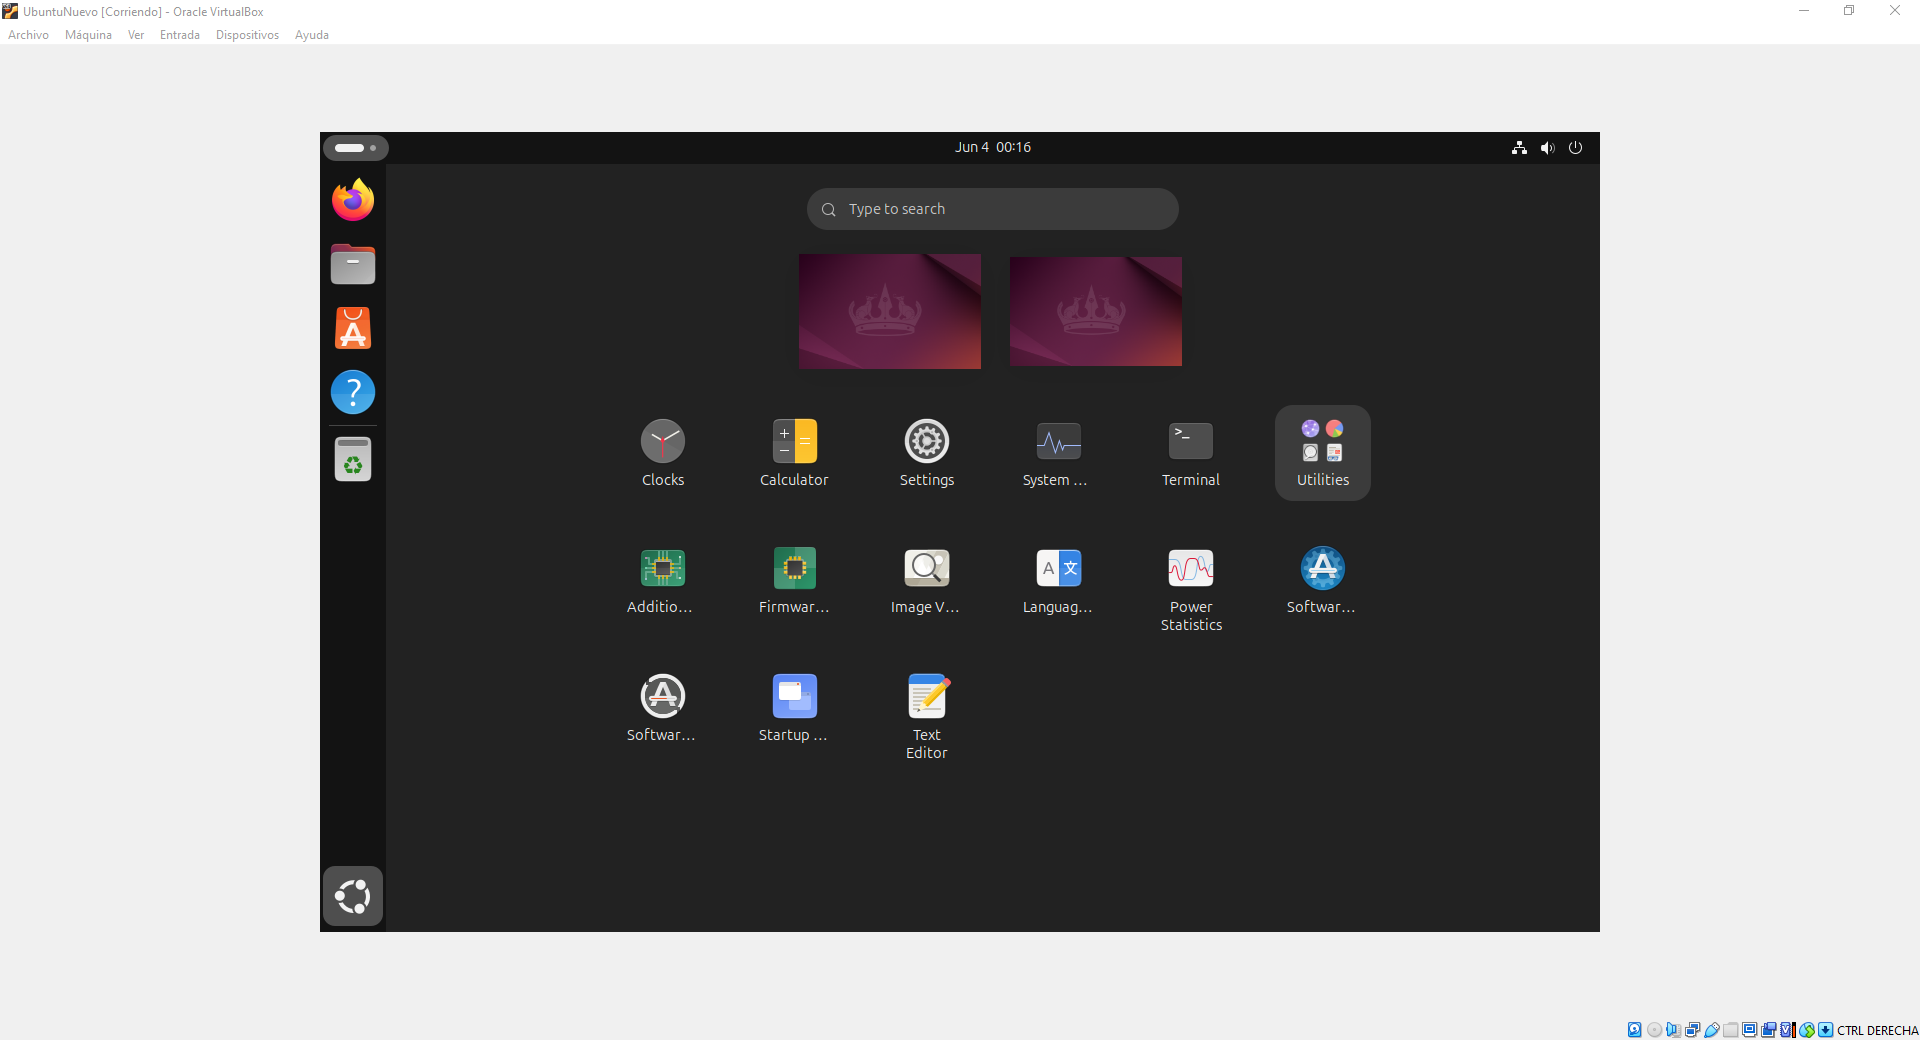 UbuntuNuevo [Corriendo] - Oracle VirtualBox
Archivo Máquina Ver Entrada Dispositivos Ayuda
Jun 4 00:16
Type to search
Clocks Calculator Settings System ... Terminal Utilities
Additio... Firmwar... Image V... Languag... Power Statistics Softwar...
Softwar... Startup ... Text Editor
CTRL DERECHA